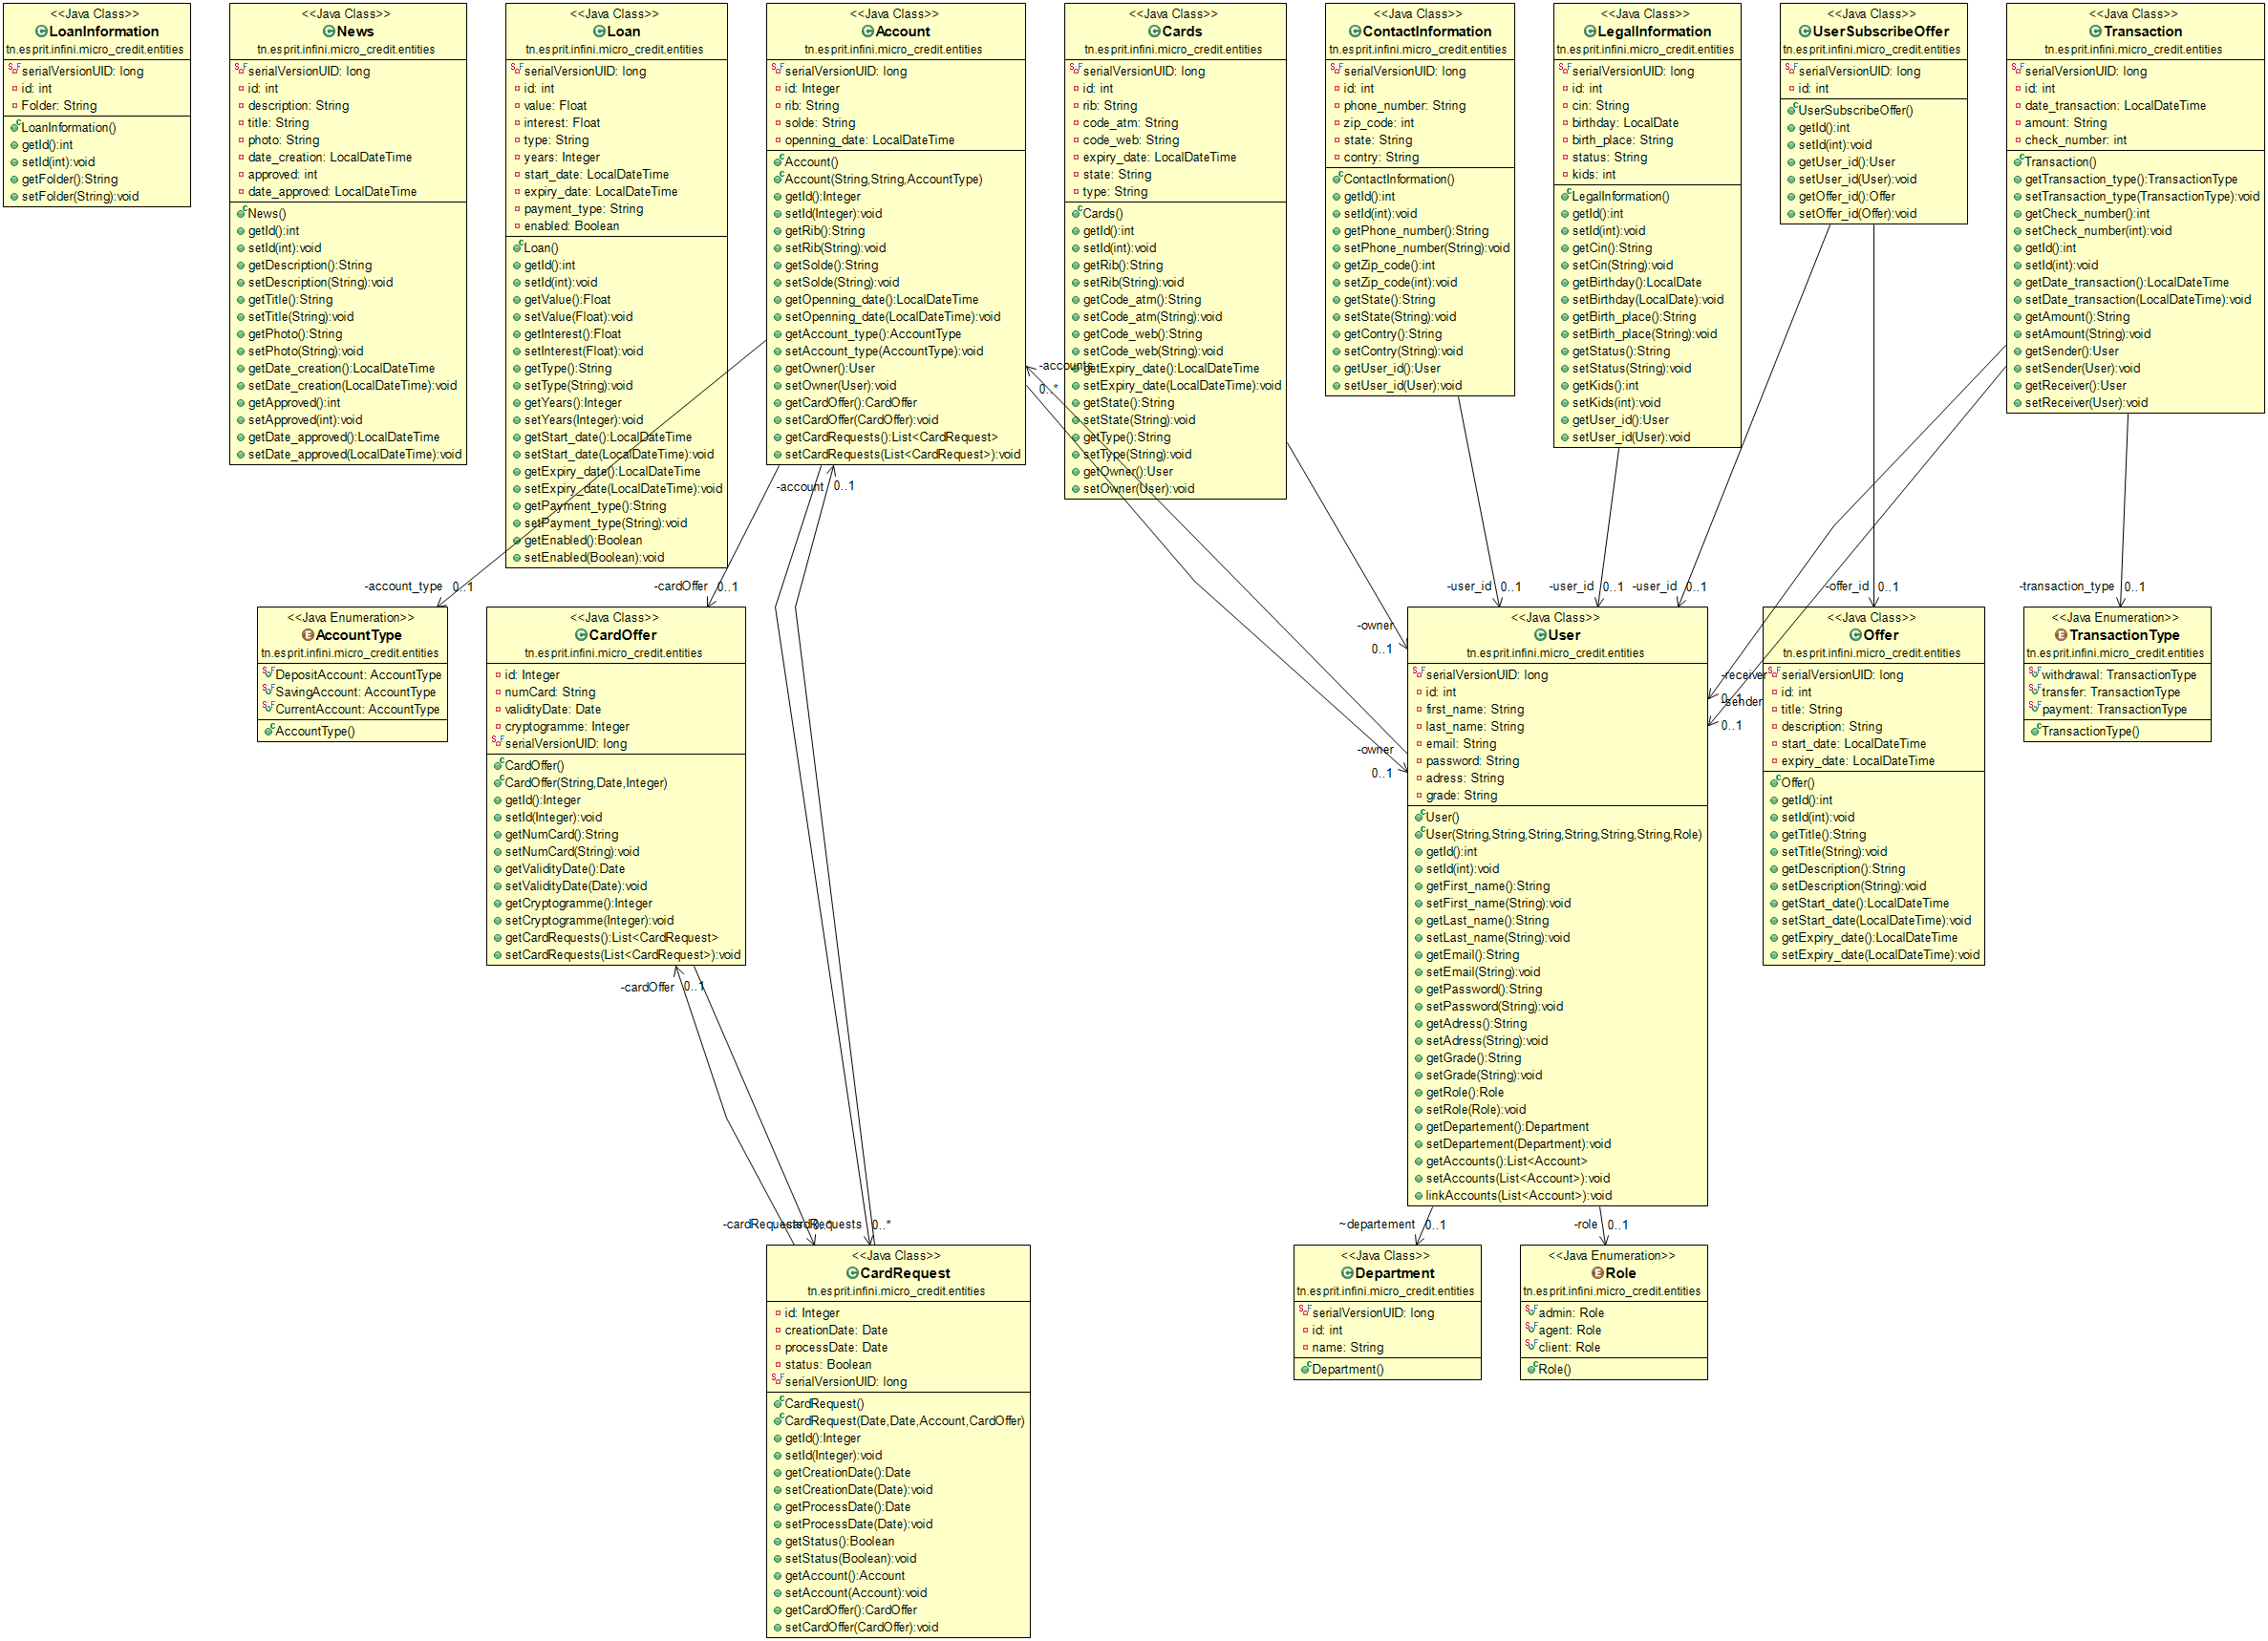 <<Java Class>>
LoanInformation
tn.esprit.infini.micro_credit.entities
serialVersionUID: long
id: int
Folder: String
LoanInformation()
getId():int
setId(int):void
getFolder():String
setFolder(String):void
<<Java Class>>
News
tn.esprit.infini.micro_credit.entities
serialVersionUID: long
id: int
description: String
title: String
photo: String
date_creation: LocalDateTime
approved: int
date_approved: LocalDateTime
News()
getId():int
setId(int):void
getDescription():String
setDescription(String):void
getTitle():String
setTitle(String):void
getPhoto():String
setPhoto(String):void
getDate_creation():LocalDateTime
setDate_creation(LocalDateTime):void
getApproved():int
setApproved(int):void
getDate_approved():LocalDateTime
setDate_approved(LocalDateTime):void
<<Java Class>>
Loan
tn.esprit.infini.micro_credit.entities
serialVersionUID: long
id: int
value: Float
interest: Float
type: String
years: Integer
start_date: LocalDateTime
expiry_date: LocalDateTime
payment_type: String
enabled: Boolean
Loan()
getId():int
setId(int):void
getValue():Float
setValue(Float):void
getInterest():Float
setInterest(Float):void
getType():String
setType(String):void
getYears():Integer
setYears(Integer):void
getStart_date():LocalDateTime
setStart_date(LocalDateTime):void
getExpiry_date():LocalDateTime
setExpiry_date(LocalDateTime):void
getPayment_type():String
setPayment_type(String):void
getEnabled():Boolean
setEnabled(Boolean):void
<<Java Class>>
Account
tn.esprit.infini.micro_credit.entities
serialVersionUID: long
id: Integer
rib: String
solde: String
openning_date: LocalDateTime
Account()
Account(String,String,AccountType)
getId():Integer
setId(Integer):void
getRib():String
setRib(String):void
getSolde():String
setSolde(String):void
getOpenning_date():LocalDateTime
setOpenning_date(LocalDateTime):void
getAccount_type():AccountType
setAccount_type(AccountType):void
getOwner():User
setOwner(User):void
getCardOffer():CardOffer
setCardOffer(CardOffer):void
getCardRequests():List<CardRequest>
setCardRequests(List<CardRequest>):void
<<Java Class>>
Cards
tn.esprit.infini.micro_credit.entities
serialVersionUID: long
id: int
rib: String
code_atm: String
code_web: String
expiry_date: LocalDateTime
state: String
type: String
Cards()
getId():int
setId(int):void
getRib():String
setRib(String):void
getCode_atm():String
setCode_atm(String):void
getCode_web():String
setCode_web(String):void
getExpiry_date():LocalDateTime
setExpiry_date(LocalDateTime):void
getState():String
setState(String):void
getType():String
setType(String):void
getOwner():User
setOwner(User):void
<<Java Class>>
ContactInformation
tn.esprit.infini.micro_credit.entities
serialVersionUID: long
id: int
phone_number: String
zip_code: int
state: String
contry: String
ContactInformation()
getId():int
setId(int):void
getPhone_number():String
setPhone_number(String):void
getZip_code():int
setZip_code(int):void
getState():String
setState(String):void
getContry():String
setContry(String):void
getUser_id():User
setUser_id(User):void
<<Java Class>>
LegalInformation
tn.esprit.infini.micro_credit.entities
serialVersionUID: long
id: int
cin: String
birthday: LocalDate
birth_place: String
status: String
kids: int
LegalInformation()
getId():int
setId(int):void
getCin():String
setCin(String):void
getBirthday():LocalDate
setBirthday(LocalDate):void
getBirth_place():String
setBirth_place(String):void
getStatus():String
setStatus(String):void
getKids():int
setKids(int):void
getUser_id():User
setUser_id(User):void
<<Java Class>>
UserSubscribeOffer
tn.esprit.infini.micro_credit.entities
serialVersionUID: long
id: int
UserSubscribeOffer()
getId():int
setId(int):void
getUser_id():User
setUser_id(User):void
getOffer_id():Offer
setOffer_id(Offer):void
<<Java Class>>
Transaction
tn.esprit.infini.micro_credit.entities
serialVersionUID: long
id: int
date_transaction: LocalDateTime
amount: String
check_number: int
Transaction()
getTransaction_type():TransactionType
setTransaction_type(TransactionType):void
getCheck_number():int
setCheck_number(int):void
getId():int
setId(int):void
getDate_transaction():LocalDateTime
setDate_transaction(LocalDateTime):void
getAmount():String
setAmount(String):void
getSender():User
setSender(User):void
getReceiver():User
setReceiver(User):void
-accounts
0..*
-account 0..1
-account_type 0..1
-cardOffer 0..1
-user_id 0..1
-user_id 0..1
-user_id 0..1
-offer_id 0..1
-transaction_type 0..1
-owner
0..1
-owner
0..1
-receiver
0..1
-sender
0..1
<<Java Enumeration>>
AccountType
tn.esprit.infini.micro_credit.entities
DepositAccount: AccountType
SavingAccount: AccountType
CurrentAccount: AccountType
AccountType()
<<Java Class>>
CardOffer
tn.esprit.infini.micro_credit.entities
id: Integer
numCard: String
validityDate: Date
cryptogramme: Integer
serialVersionUID: long
CardOffer()
CardOffer(String,Date,Integer)
getId():Integer
setId(Integer):void
getNumCard():String
setNumCard(String):void
getValidityDate():Date
setValidityDate(Date):void
getCryptogramme():Integer
setCryptogramme(Integer):void
getCardRequests():List<CardRequest>
setCardRequests(List<CardRequest>):void
<<Java Class>>
User
tn.esprit.infini.micro_credit.entities
serialVersionUID: long
id: int
first_name: String
last_name: String
email: String
password: String
adress: String
grade: String
User()
User(String,String,String,String,String,String,Role)
getId():int
setId(int):void
getFirst_name():String
setFirst_name(String):void
getLast_name():String
setLast_name(String):void
getEmail():String
setEmail(String):void
getPassword():String
setPassword(String):void
getAdress():String
setAdress(String):void
getGrade():String
setGrade(String):void
getRole():Role
setRole(Role):void
getDepartement():Department
setDepartement(Department):void
getAccounts():List<Account>
setAccounts(List<Account>):void
linkAccounts(List<Account>):void
<<Java Class>>
Offer
tn.esprit.infini.micro_credit.entities
serialVersionUID: long
id: int
title: String
description: String
start_date: LocalDateTime
expiry_date: LocalDateTime
Offer()
getId():int
setId(int):void
getTitle():String
setTitle(String):void
getDescription():String
setDescription(String):void
getStart_date():LocalDateTime
setStart_date(LocalDateTime):void
getExpiry_date():LocalDateTime
setExpiry_date(LocalDateTime):void
<<Java Enumeration>>
TransactionType
tn.esprit.infini.micro_credit.entities
withdrawal: TransactionType
transfer: TransactionType
payment: TransactionType
TransactionType()
-cardOffer 0..1
-cardRequests 0..*
-cardRequests 0..*
~departement 0..1
-role 0..1
<<Java Class>>
CardRequest
tn.esprit.infini.micro_credit.entities
id: Integer
creationDate: Date
processDate: Date
status: Boolean
serialVersionUID: long
CardRequest()
CardRequest(Date,Date,Account,CardOffer)
getId():Integer
setId(Integer):void
getCreationDate():Date
setCreationDate(Date):void
getProcessDate():Date
setProcessDate(Date):void
getStatus():Boolean
setStatus(Boolean):void
getAccount():Account
setAccount(Account):void
getCardOffer():CardOffer
setCardOffer(CardOffer):void
<<Java Class>>
Department
tn.esprit.infini.micro_credit.entities
serialVersionUID: long
id: int
name: String
Department()
<<Java Enumeration>>
Role
tn.esprit.infini.micro_credit.entities
admin: Role
agent: Role
client: Role
Role()